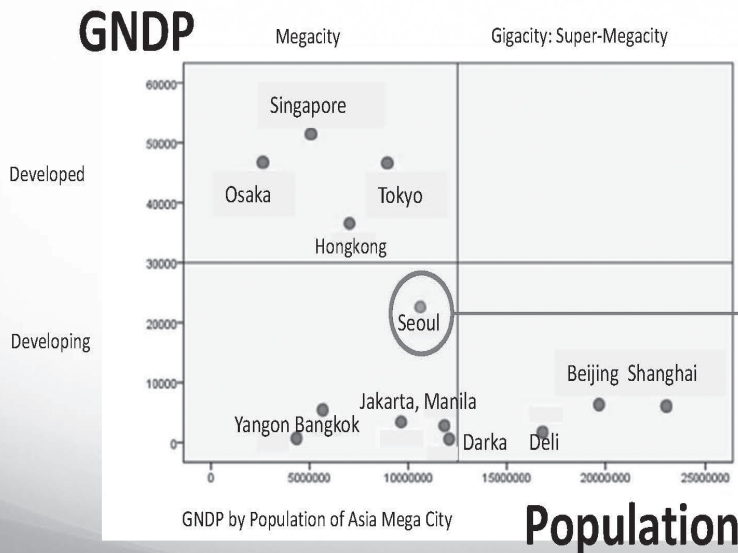 GNDP
Megacity
Gigacity: Super-Megacity
60000
Singapore
50000
Developed
Osaka
Tokyo
40000
Hongkong
30000
Seoul
20000
Developing
Beijing Shanghai
10000
Jakarta, Manila
Yangon Bangkok
0
Darka
Deli
0
5000000
10000000
15000000
20000000
25000000
GNDP by Population of Asia Mega City
Population